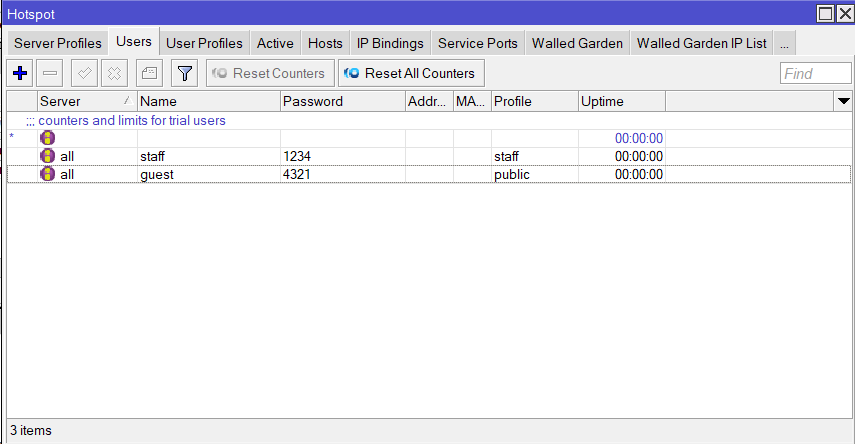 Hotspot
Server Profiles Users User Profiles Active Hosts IP Bindings Service Ports Walled Garden Walled Garden IP List ...
Reset Counters Reset All Counters Find
Server Name Password Addr... MA... Profile Uptime
;;; counters and limits for trial users
* 00:00:00
all staff 1234 staff 00:00:00
all guest 4321 public 00:00:00
3 items